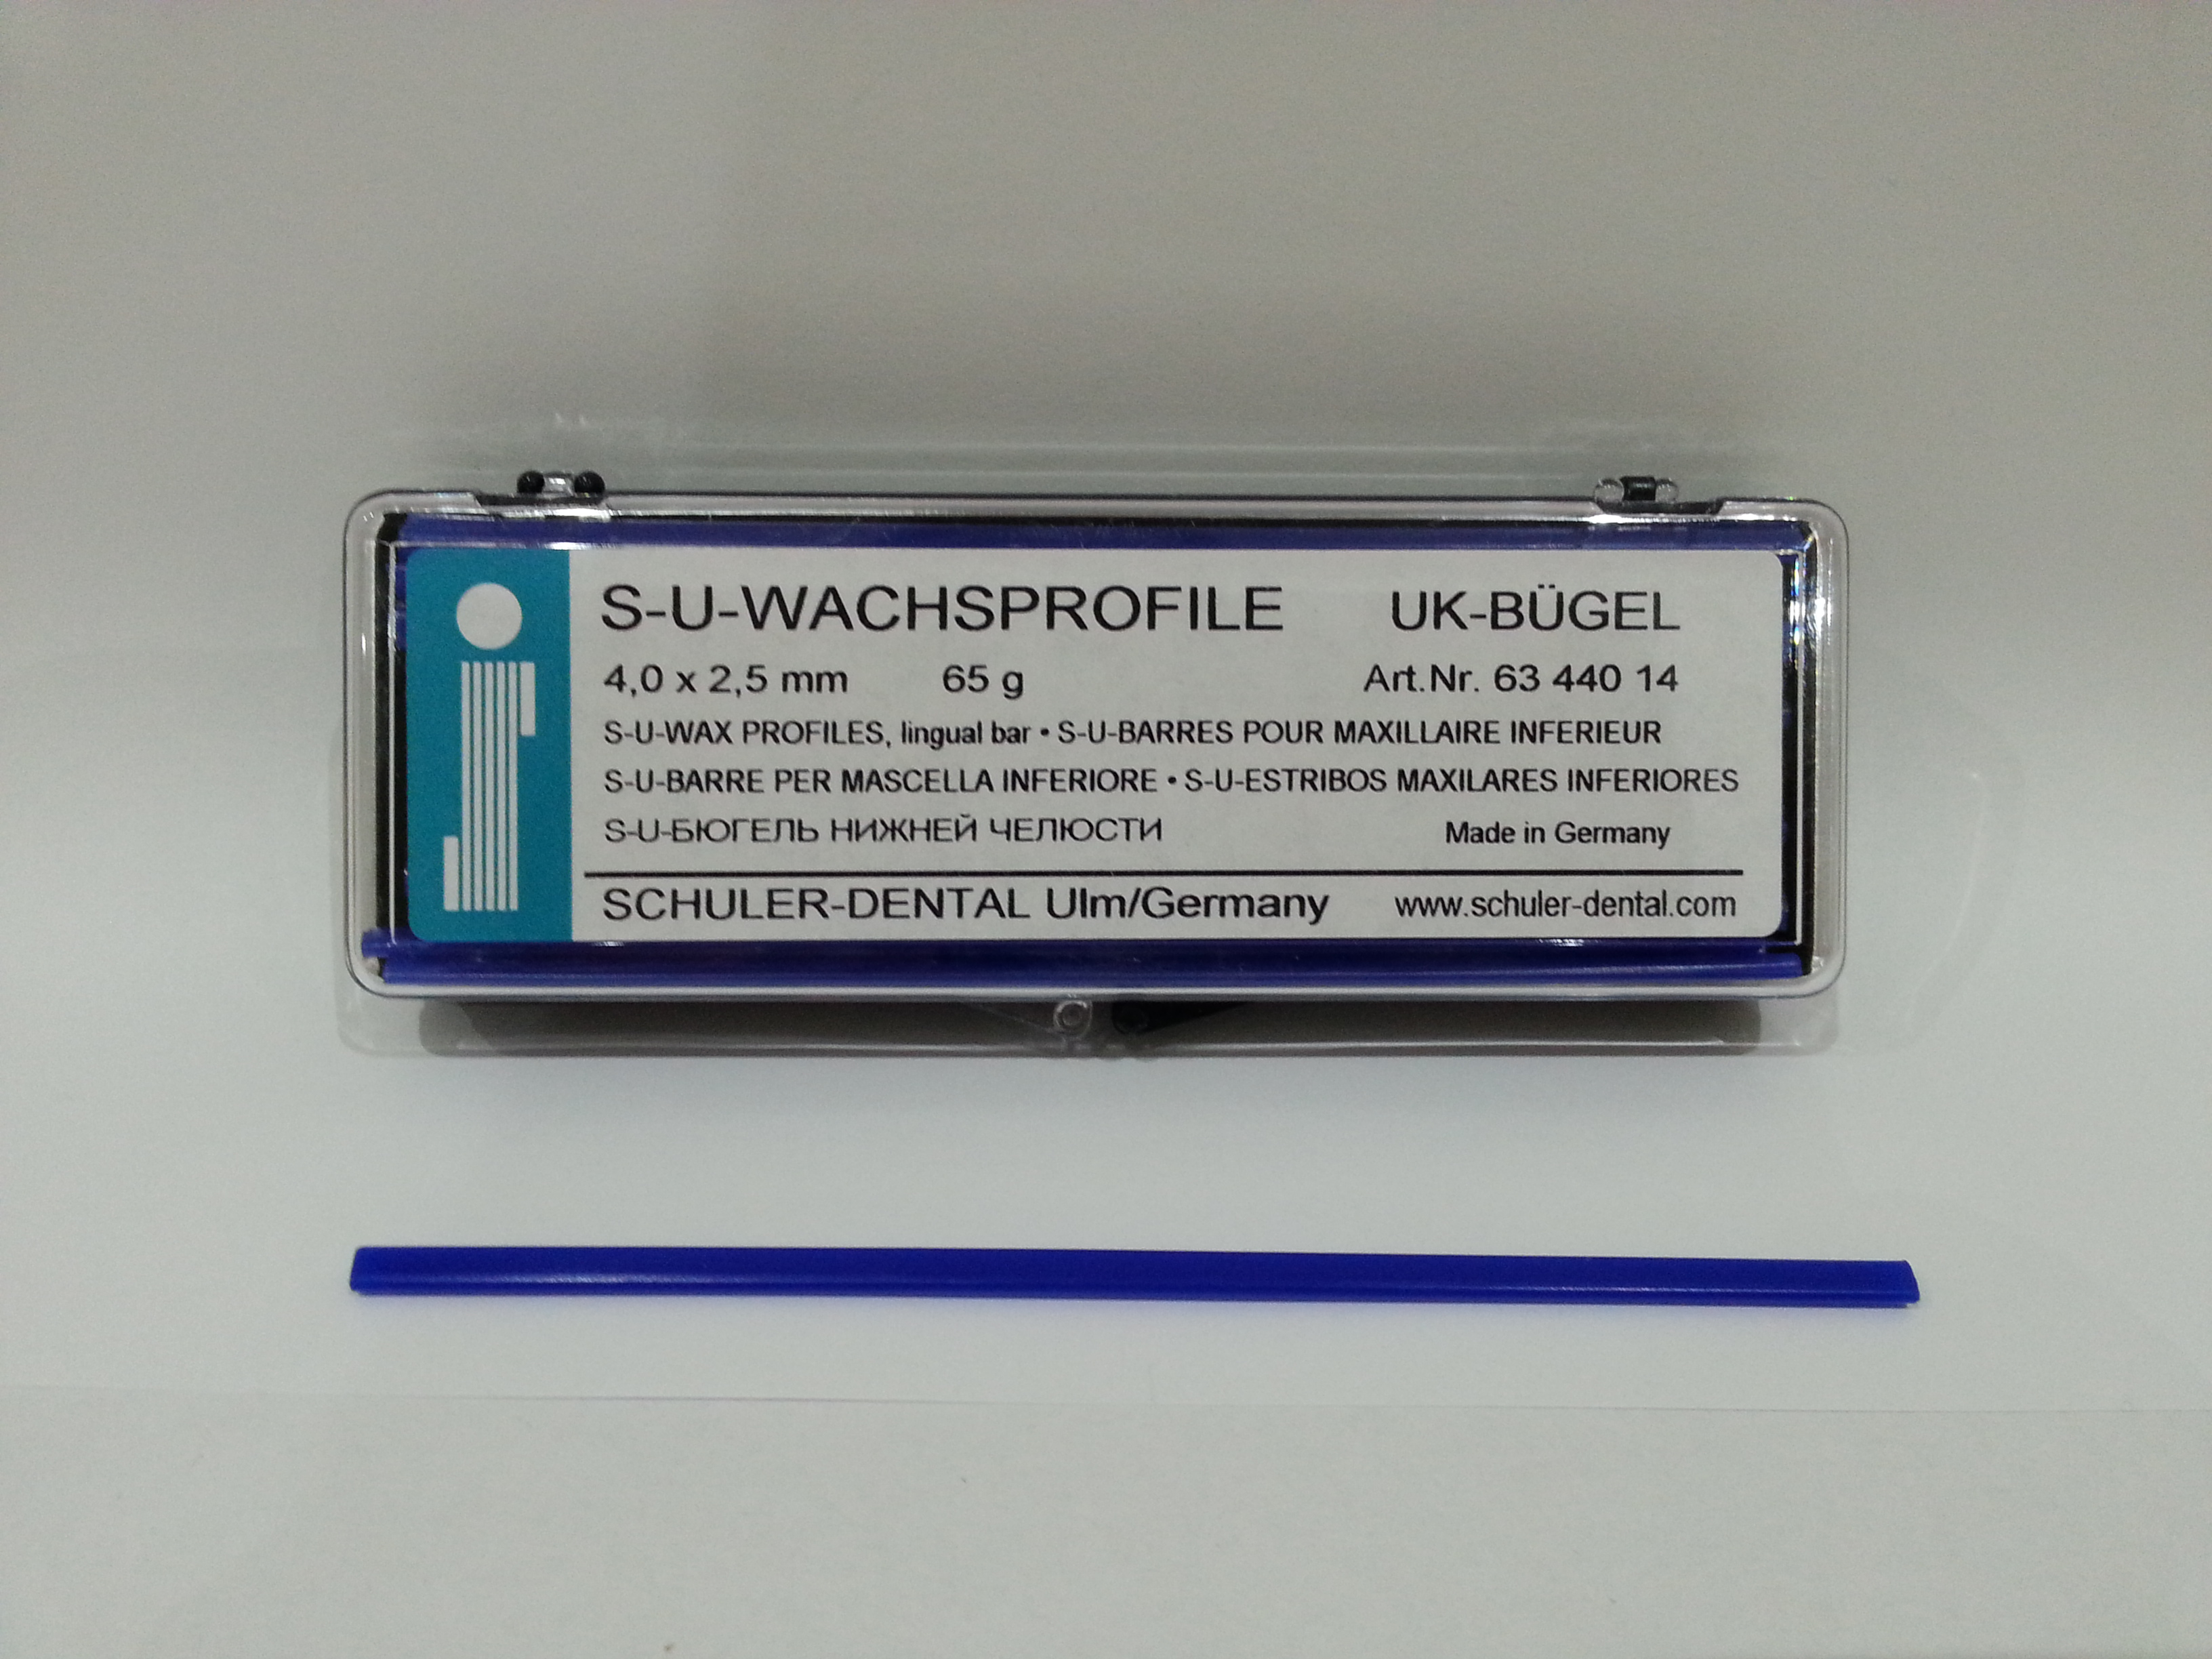 S-U-WACHSPROFILE UK-BÜGEL
4,0 x 2,5 mm 65 g Art.Nr. 63 440 14
S-U-WAX PROFILES, lingual bar • S-U-BARRES POUR MAXILLAIRE INFERIEUR
S-U-BARRE PER MASCELLA INFERIORE • S-U-ESTRIBOS MAXILARES INFERIORES
S-U-БЮГЕЛЬ НИЖНЕЙ ЧЕЛЮСТИ Made in Germany
SCHULER-DENTAL Ulm/Germany www.schuler-dental.com